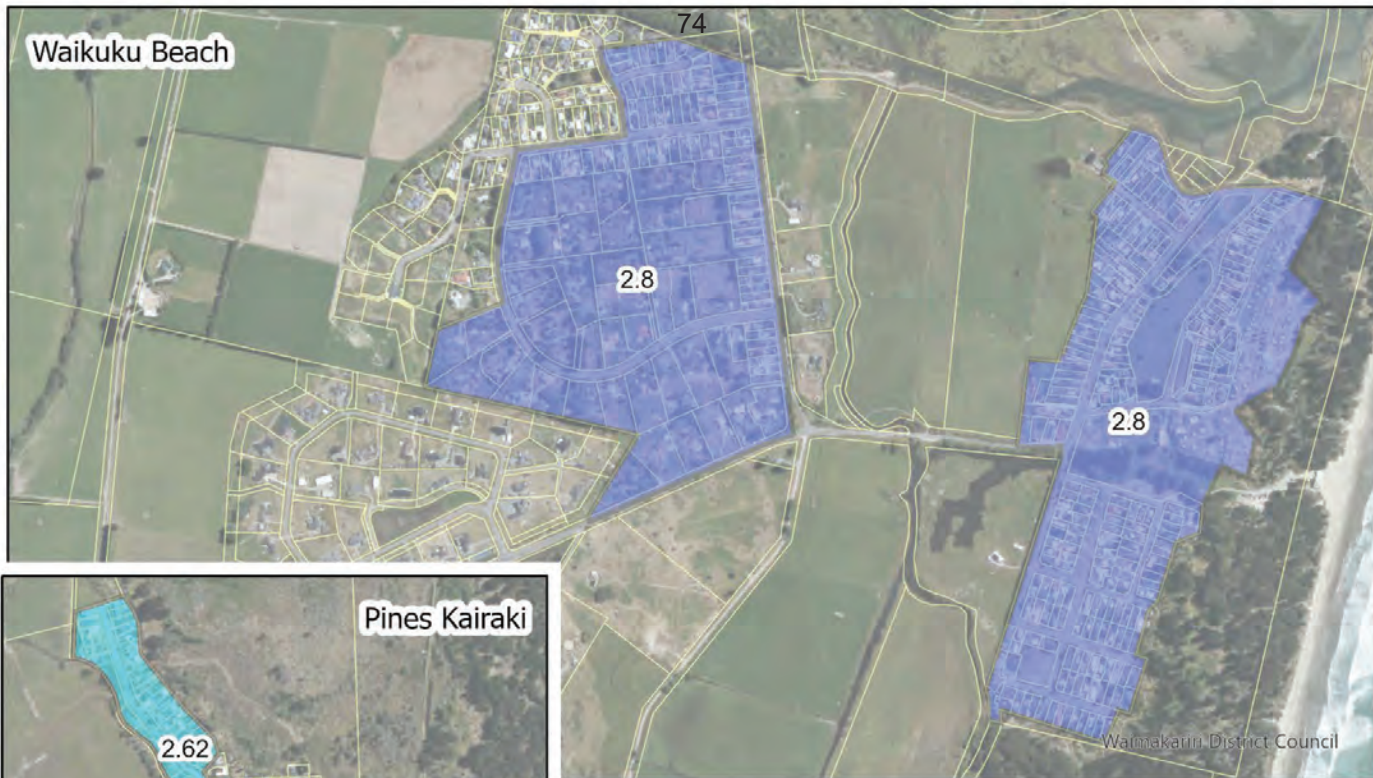 74
Waikuku Beach
2.8
2.8
Pines Kairaki
2.62
Waimakariri District Council